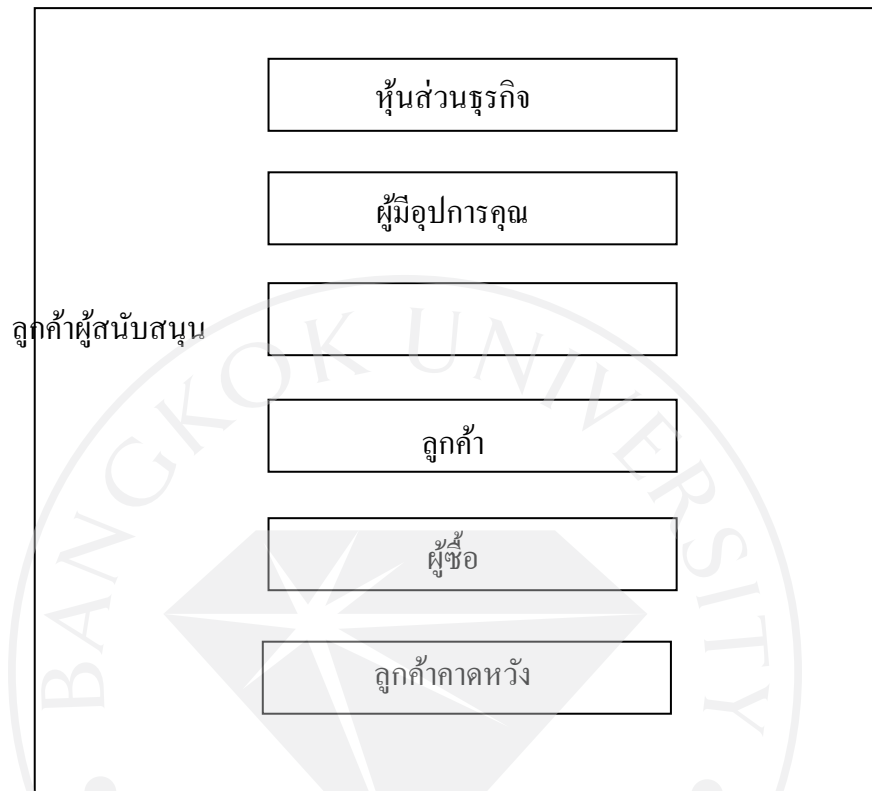 หุ้นส่วนธุรกิจ
ผู้มีอุปการคุณ
ลูกค้าผู้สนับสนุน
ลูกค้า
ผู้ซื้อ
ลูกค้าคาดหวัง
BANGKOK UNIVERSITY